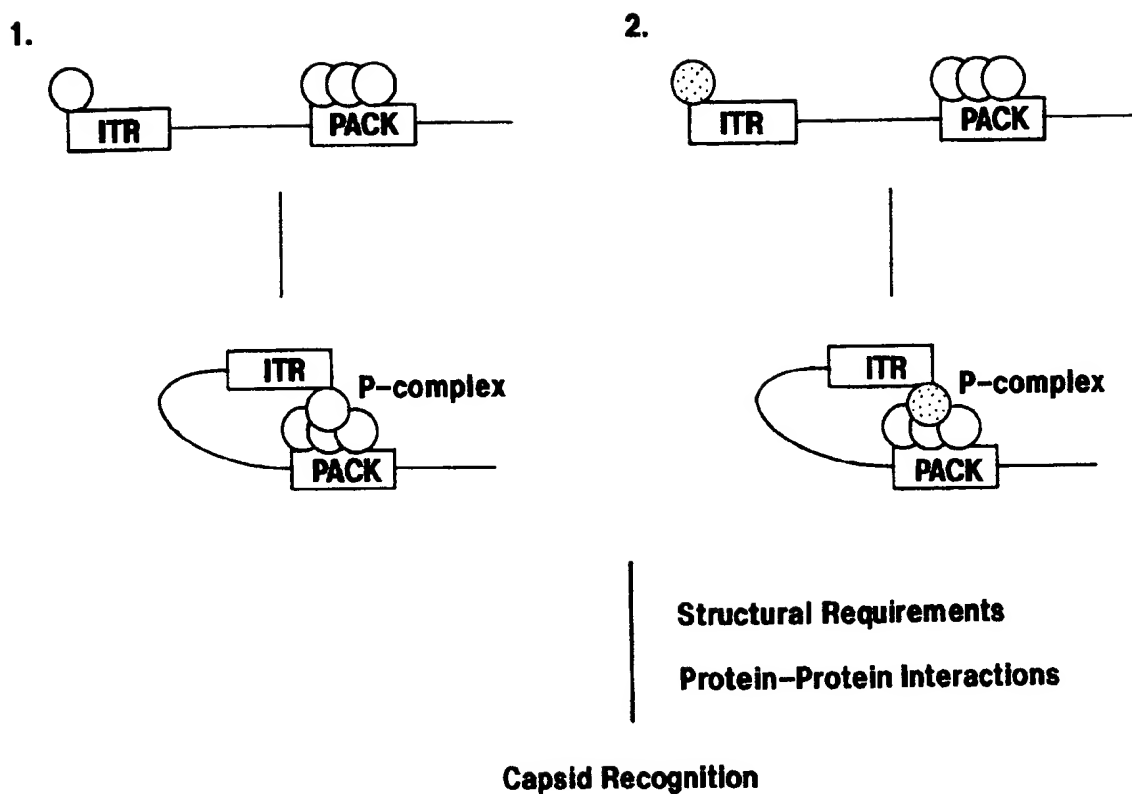 1.
ITR
PACK
ITR
P-complex
PACK
2.
ITR
PACK
ITR
P-complex
PACK
Structural Requirements
Protein-Protein Interactions
Capsid Recognition